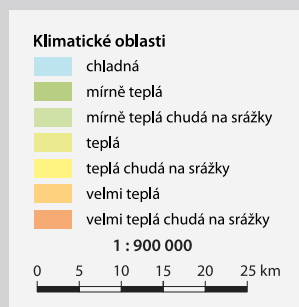 Klimatické oblasti
chladná
mírně teplá
mírně teplá chudá na srážky
teplá
teplá chudá na srážky
velmi teplá
velmi teplá chudá na srážky
1 : 900 000
0 5 10 15 20 25 km